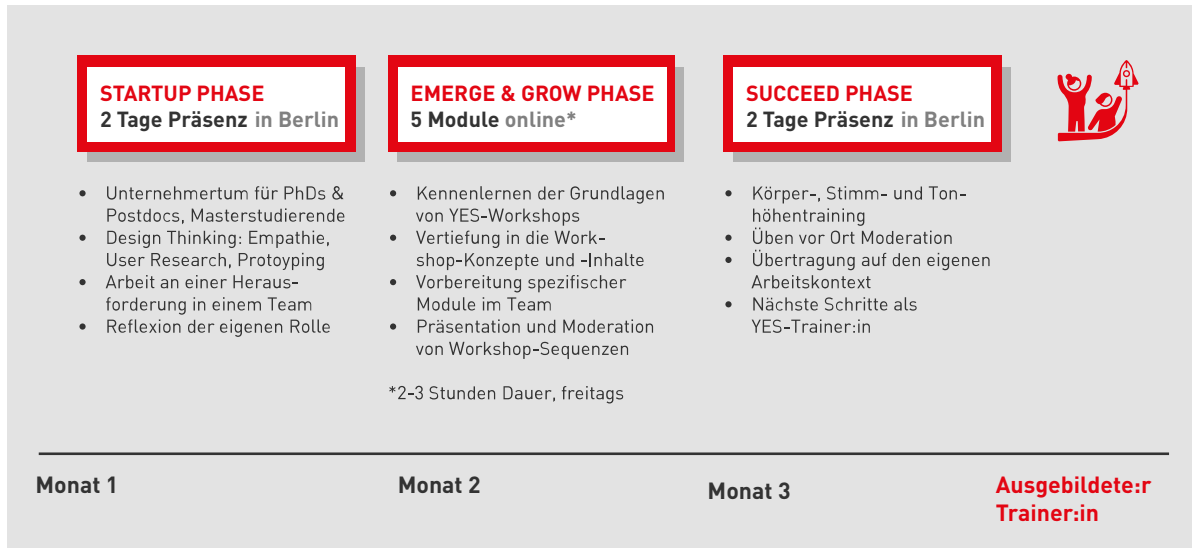 STARTUP PHASE
2 Tage Präsenz in Berlin
• Unternehmertum für PhDs &
Postdocs, Masterstudierende
• Design Thinking: Empathie,
User Research, Protoyping
• Arbeit an einer Heraus-
forderung in einem Team
• Reflexion der eigenen Rolle
EMERGE & GROW PHASE
5 Module online*
• Kennenlernen der Grundlagen
von YES-Workshops
• Vertiefung in die Work-
shop-Konzepte und -Inhalte
• Vorbereitung spezifischer
Module im Team
• Präsentation und Moderation
von Workshop-Sequenzen
*2-3 Stunden Dauer, freitags
SUCCEED PHASE
2 Tage Präsenz in Berlin
• Körper-, Stimm- und Ton-
höhentraining
• Üben vor Ort Moderation
• Übertragung auf den eigenen
Arbeitskontext
• Nächste Schritte als
YES-Trainer:in
Monat 1
Monat 2
Monat 3
Ausgebildete:r
Trainer:in